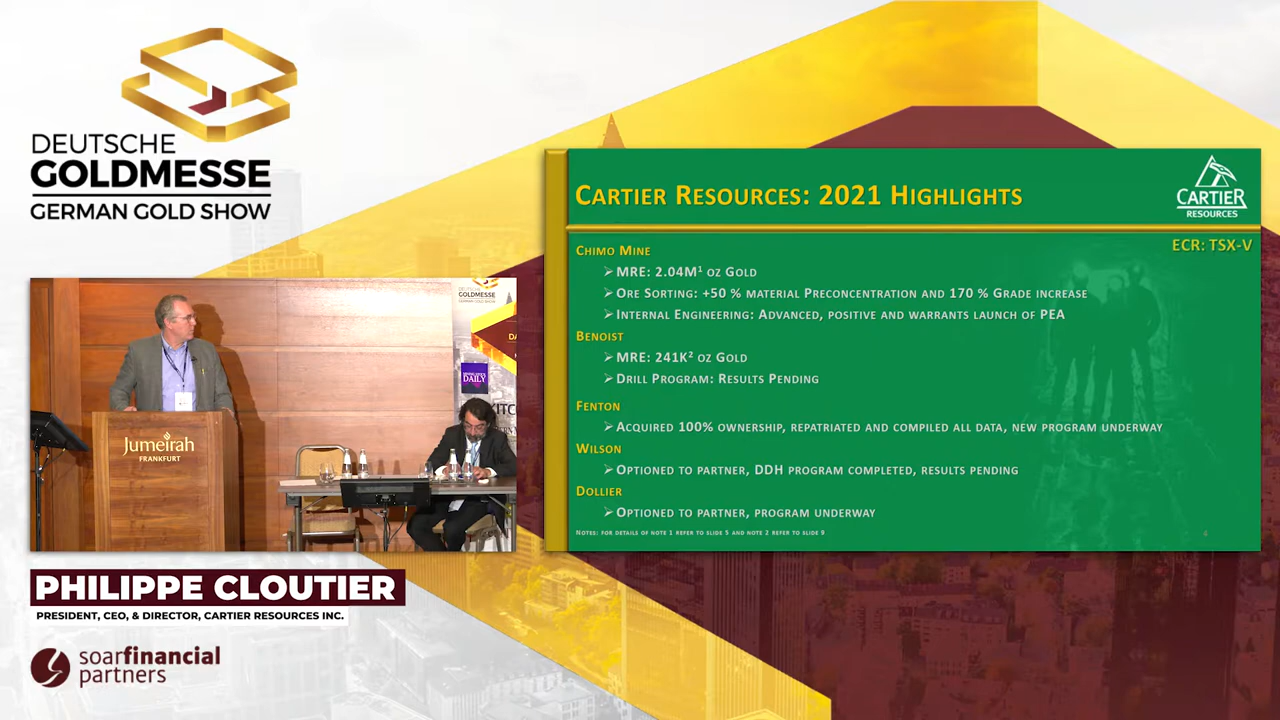 DEUTSCHE
GOLDMESSE
GERMAN GOLD SHOW
DEUTSCHE
GOLDMESSE
GERMAN GOLD SHOW
DAILY
Jumeirah
FRANKFURT
PHILIPPE CLOUTIER
PRESIDENT, CEO, & DIRECTOR, CARTIER RESOURCES INC.
soarfinancial
partners
CARTIER RESOURCES: 2021 HIGHLIGHTS
CARTIER
RESOURCES
ECR: TSX-V
CHIMO MINE
➢MRE: 2.04M¹ OZ GOLD
➢ORE SORTING: +50 % MATERIAL PRECONCENTRATION AND 170 % GRADE INCREASE
➢INTERNAL ENGINEERING: ADVANCED, POSITIVE AND WARRANTS LAUNCH OF PEA
BENOIST
➢MRE: 241K² OZ GOLD
➢DRILL PROGRAM: RESULTS PENDING
FENTON
➢ACQUIRED 100% OWNERSHIP, REPATRIATED AND COMPILED ALL DATA, NEW PROGRAM UNDERWAY
WILSON
➢OPTIONED TO PARTNER, DDH PROGRAM COMPLETED, RESULTS PENDING
DOLLIER
➢OPTIONED TO PARTNER, PROGRAM UNDERWAY
NOTES: FOR DETAILS OF NOTE 1 REFER TO SLIDE 5 AND NOTE 2 REFER TO SLIDE 9